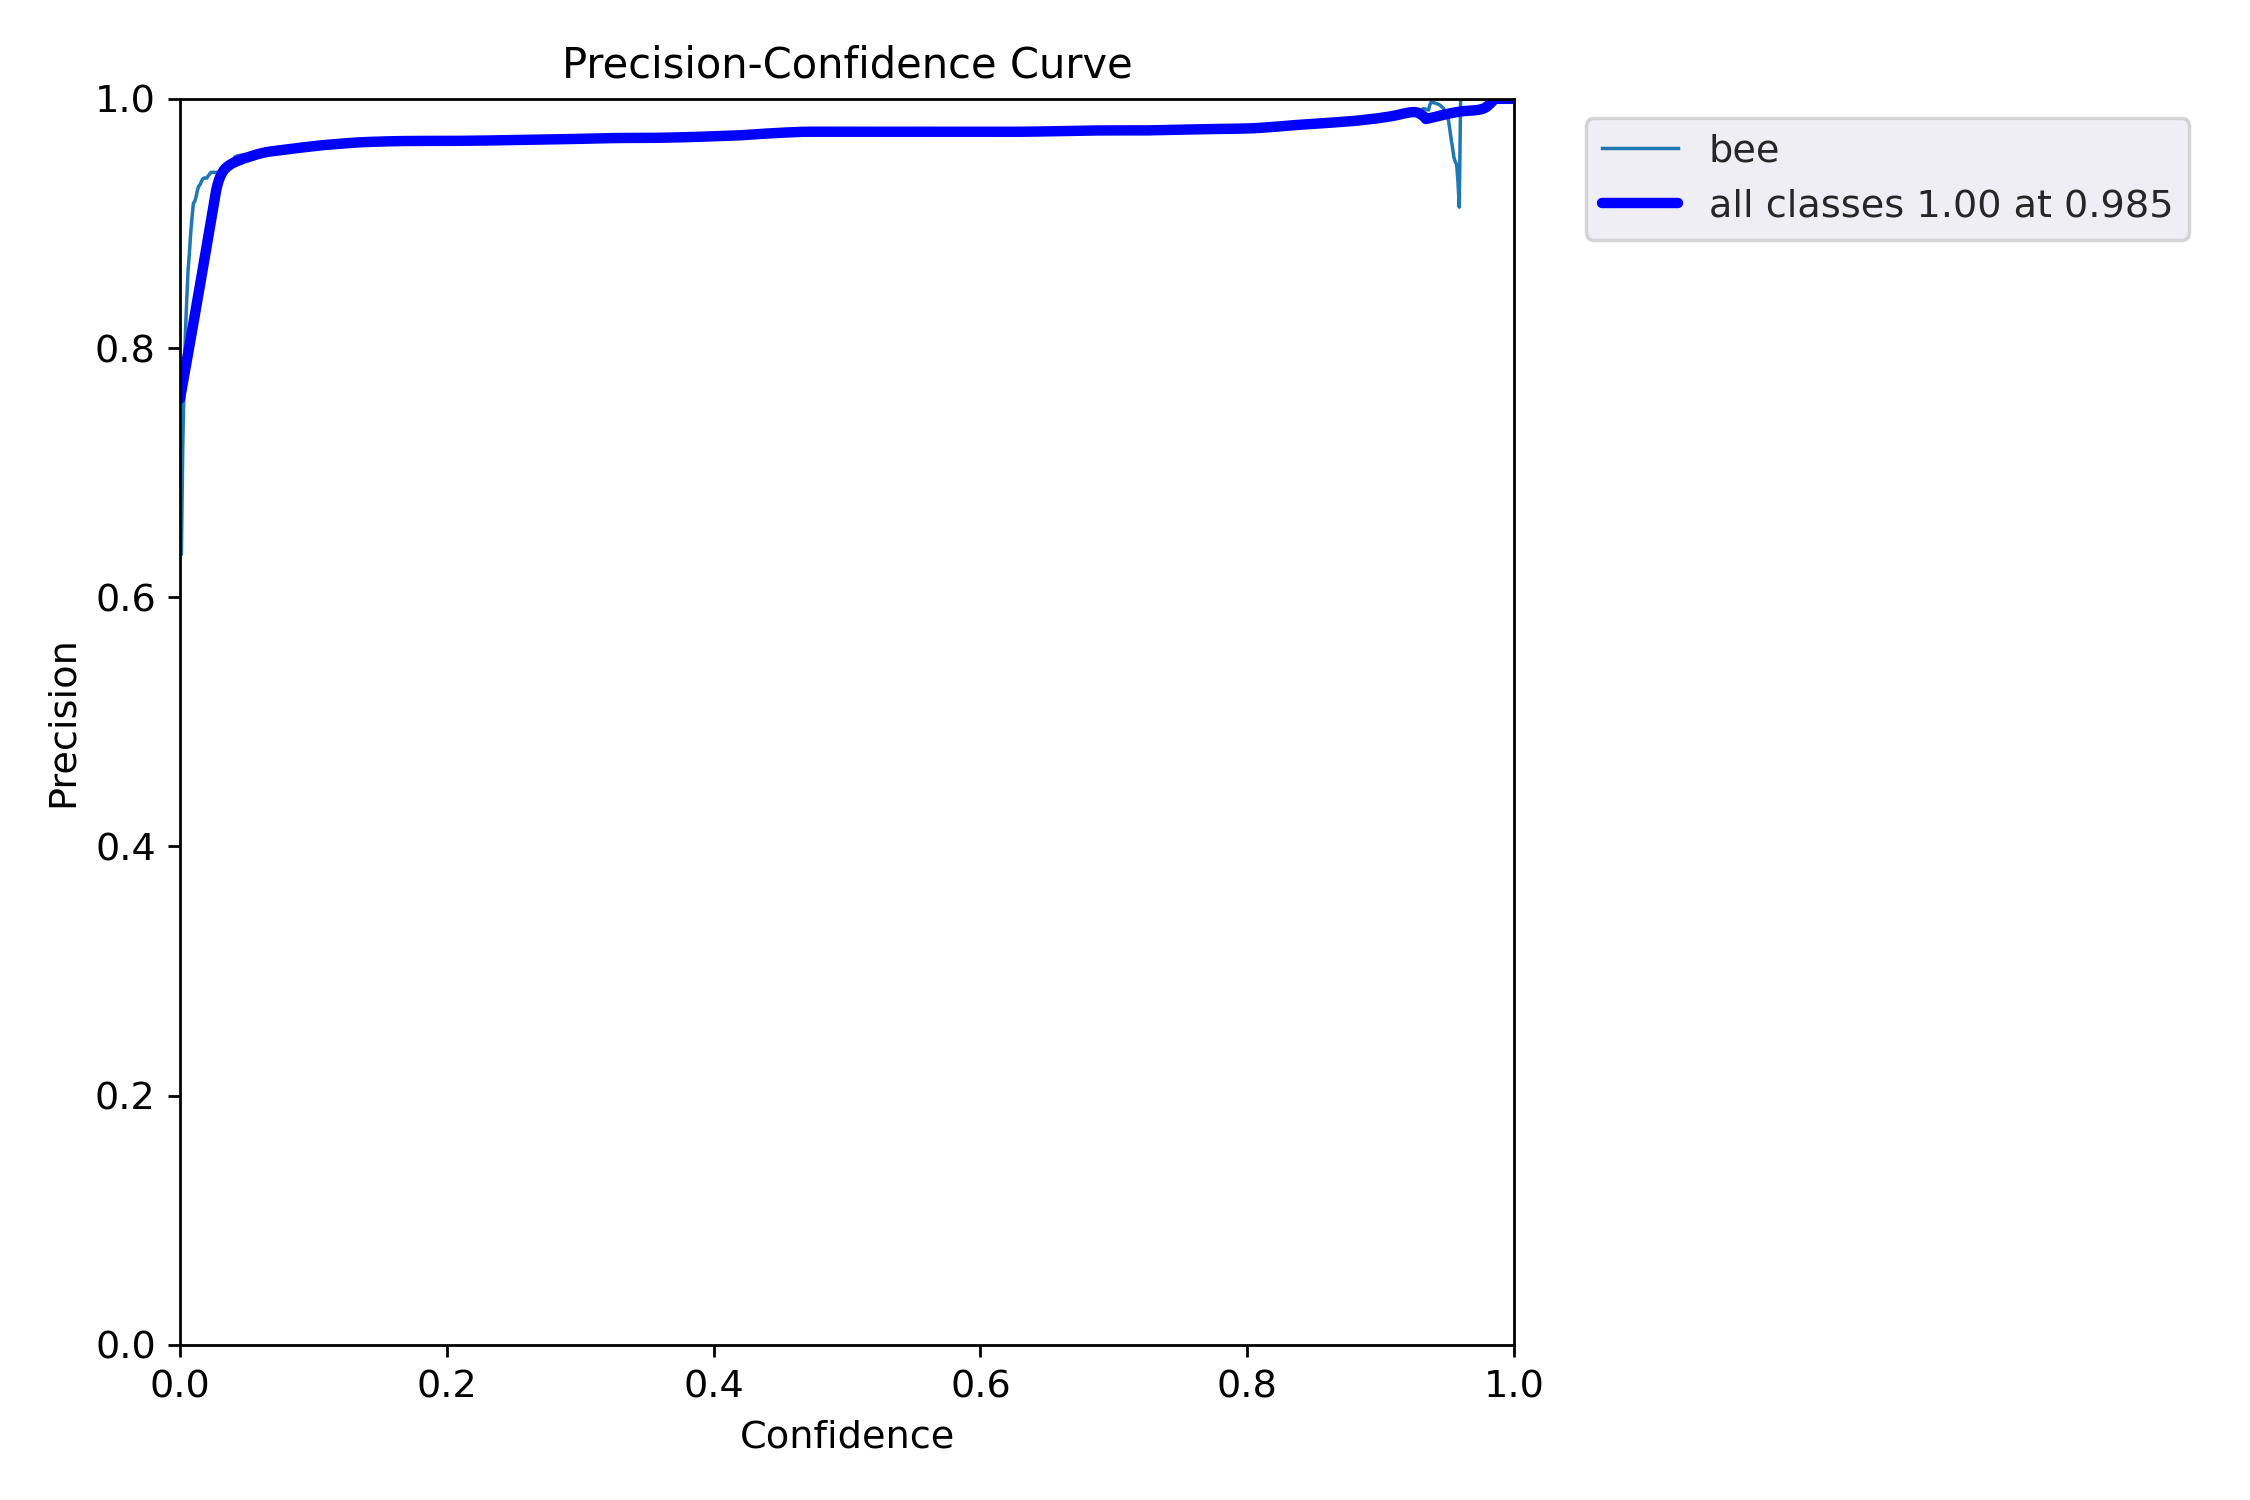 Precision-Confidence Curve
1.0
0.8
0.6
0.4
0.2
0.0
Precision
0.0 0.2 0.4 0.6 0.8 1.0
Confidence
bee
all classes 1.00 at 0.985